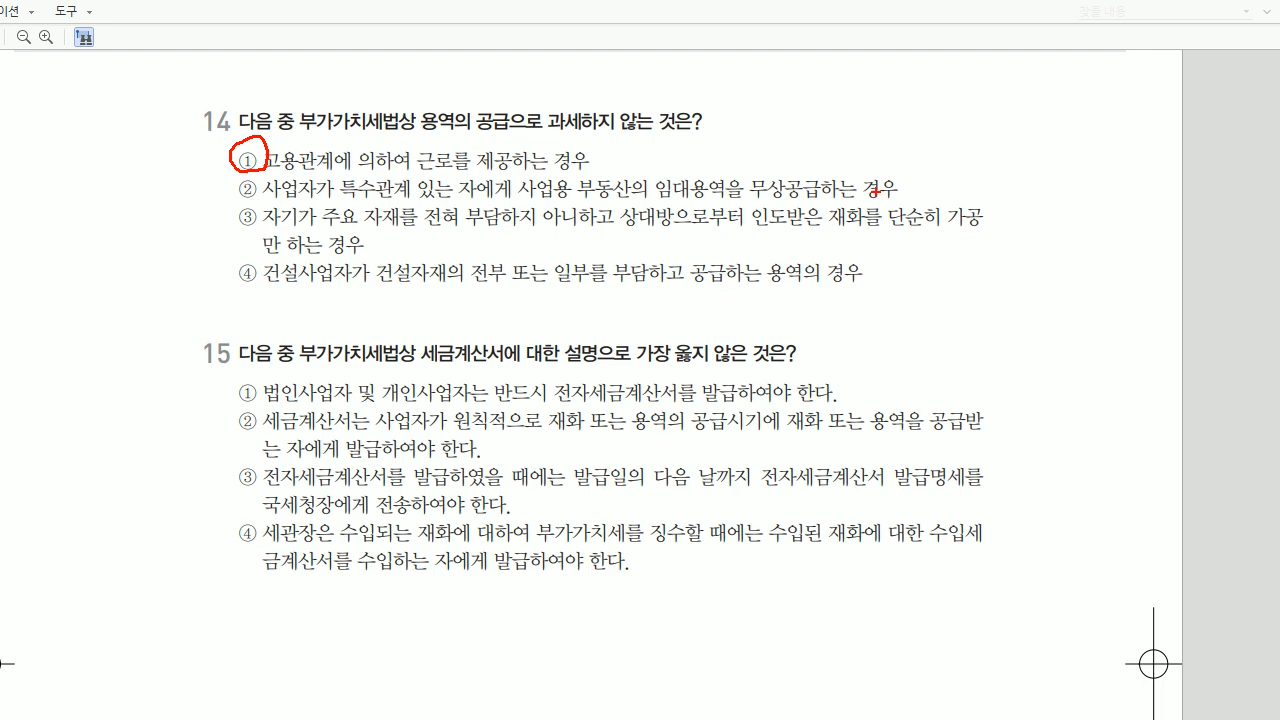 이션 도구
찾을 내용
14 다음 중 부가가치세법상 용역의 공급으로 과세하지 않는 것은?
① 고용관계에 의하여 근로를 제공하는 경우
② 사업자가 특수관계 있는 자에게 사업용 부동산의 임대용역을 무상공급하는 경우
③ 자기가 주요 자재를 전혀 부담하지 아니하고 상대방으로부터 인도받은 재화를 단순히 가공
만 하는 경우
④ 건설사업자가 건설자재의 전부 또는 일부를 부담하고 공급하는 용역의 경우
15 다음 중 부가가치세법상 세금계산서에 대한 설명으로 가장 옳지 않은 것은?
① 법인사업자 및 개인사업자는 반드시 전자세금계산서를 발급하여야 한다.
② 세금계산서는 사업자가 원칙적으로 재화 또는 용역의 공급시기에 재화 또는 용역을 공급받
는 자에게 발급하여야 한다.
③ 전자세금계산서를 발급하였을 때에는 발급일의 다음 날까지 전자세금계산서 발급명세를
국세청장에게 전송하여야 한다.
④ 세관장은 수입되는 재화에 대하여 부가가치세를 징수할 때에는 수입된 재화에 대한 수입세
금계산서를 수입하는 자에게 발급하여야 한다.